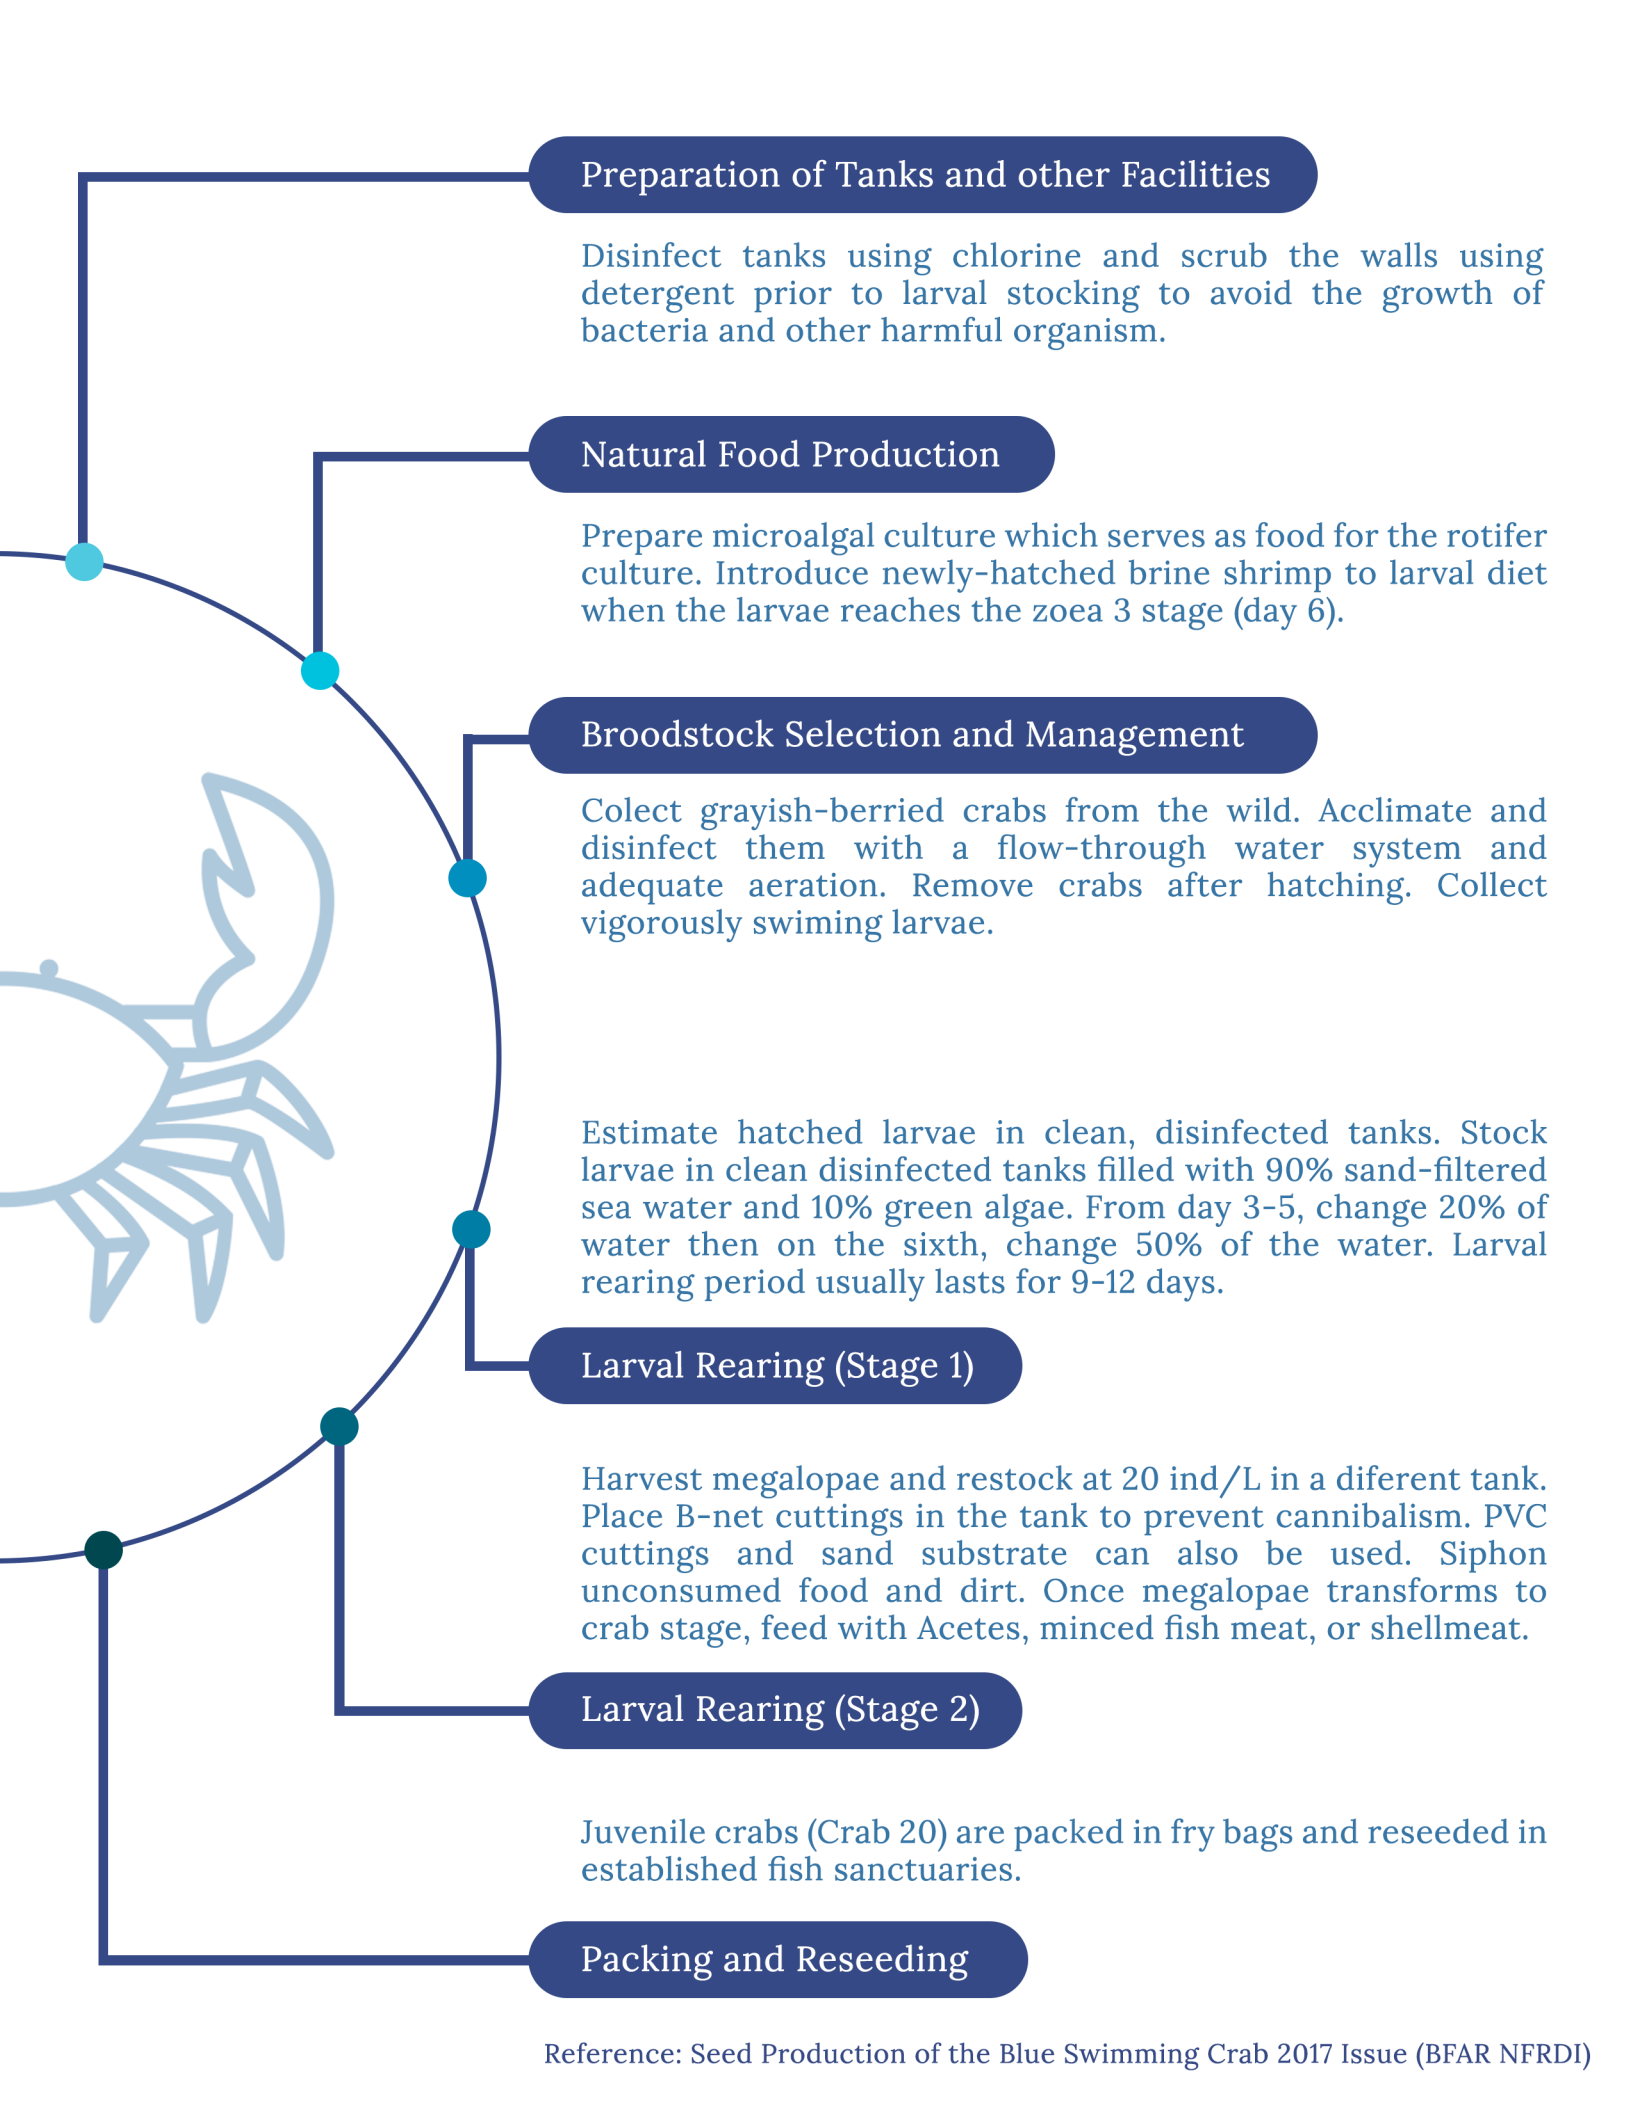 Preparation of Tanks and other Facilities
Disinfect tanks using chlorine and scrub the walls using
detergent prior to larval stocking to avoid the growth of
bacteria and other harmful organism.
Natural Food Production
Prepare microalgal culture which serves as food for the rotifer
culture. Introduce newly-hatched brine shrimp to larval diet
when the larvae reaches the zoea 3 stage (day 6).
Broodstock Selection and Management
Colect grayish-berried crabs from the wild. Acclimate and
disinfect them with a flow-through water system and
adequate aeration. Remove crabs after hatching. Collect
vigorously swiming larvae.
Estimate hatched larvae in clean, disinfected tanks. Stock
larvae in clean disinfected tanks filled with 90% sand-filtered
sea water and 10% green algae. From day 3-5, change 20% of
water then on the sixth, change 50% of the water. Larval
rearing period usually lasts for 9-12 days.
Larval Rearing (Stage 1)
Harvest megalopae and restock at 20 ind/L in a diferent tank.
Place B-net cuttings in the tank to prevent cannibalism. PVC
cuttings and sand substrate can also be used. Siphon
unconsumed food and dirt. Once megalopae transforms to
crab stage, feed with Acetes, minced fish meat, or shellmeat.
Larval Rearing (Stage 2)
Juvenile crabs (Crab 20) are packed in fry bags and reseeded in
established fish sanctuaries.
Packing and Reseeding
Reference: Seed Production of the Blue Swimming Crab 2017 Issue (BFAR NFRDI)